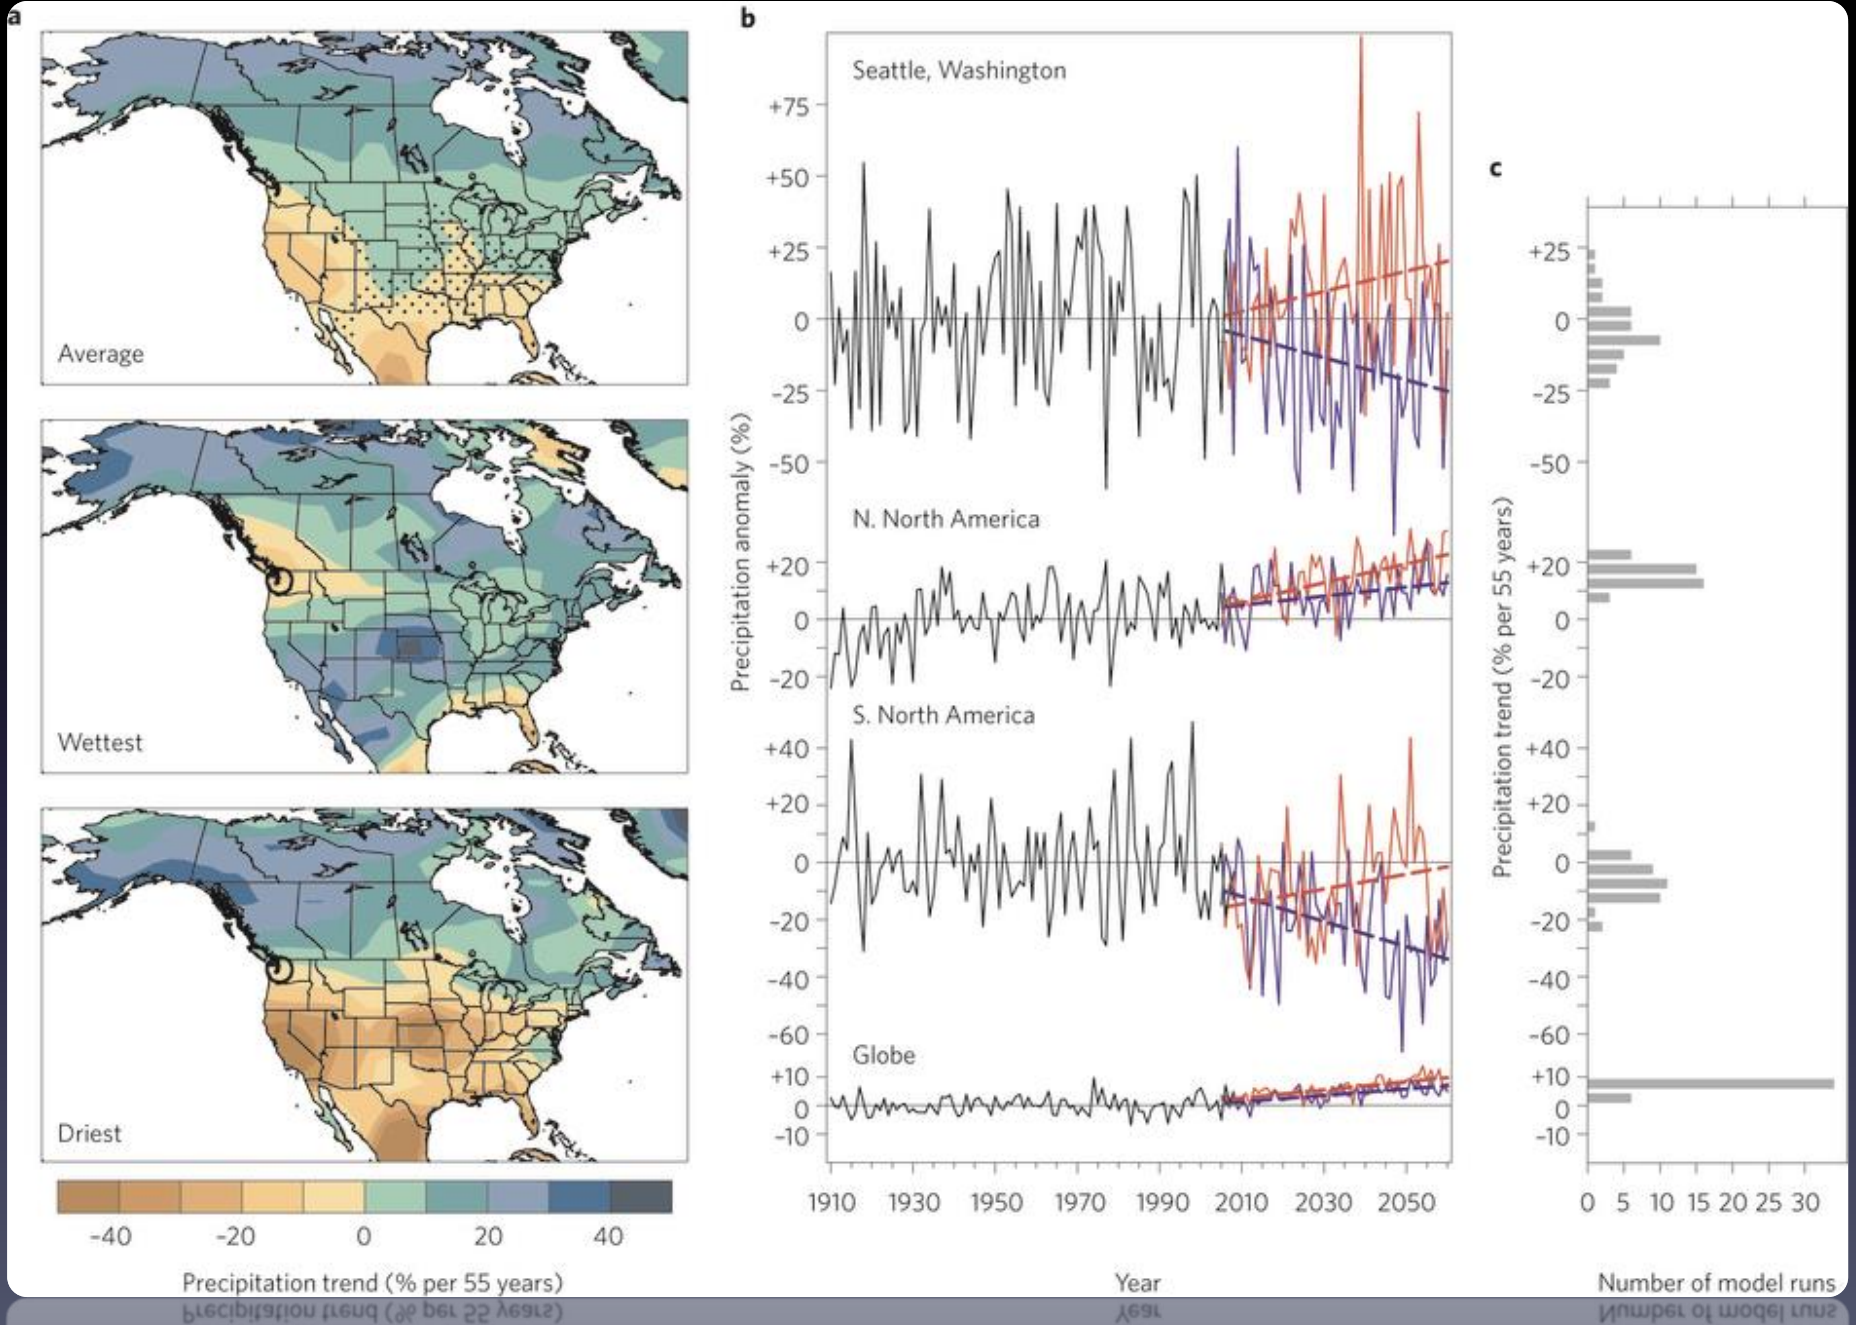 a
Average
Wettest
Driest
−40
−20
0
20
40
Precipitation trend (% per 55 years)
b
Precipitation anomaly (%)
Seattle, Washington
+75
+50
+25
0
−25
−50
N. North America
+20
0
−20
S. North America
+40
+20
0
−20
−40
−60
Globe
+10
0
−10
1910 1930 1950 1970 1990 2010 2030 2050
Year
c
Precipitation trend (% per 55 years)
+25
0
−25
−50
+20
0
−20
+40
+20
0
−20
−40
−60
+10
0
−10
0 5 10 15 20 25 30
Number of model runs